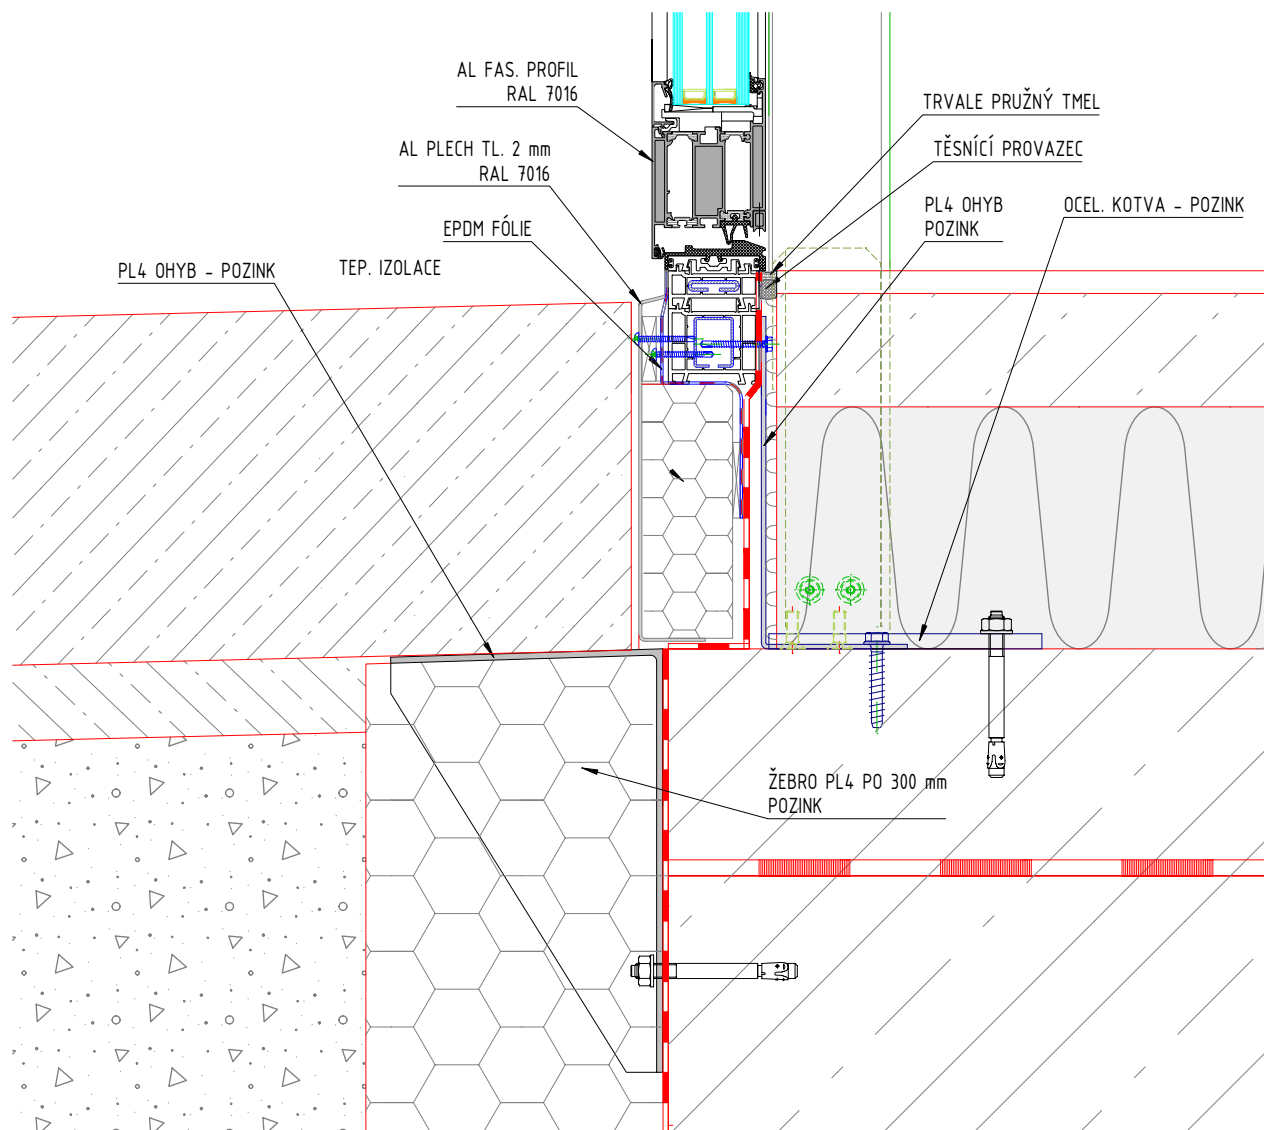 AL FAS. PROFIL
RAL 7016
TRVALE PRUŽNÝ TMEL
AL PLECH TL. 2 mm
RAL 7016
TĚSNÍCÍ PROVAZEC
PL4 OHYB
POZINK
OCEL. KOTVA - POZINK
EPDM FÓLIE
PL4 OHYB - POZINK
TEP. IZOLACE
ŽEBRO PL4 PO 300 mm
POZINK